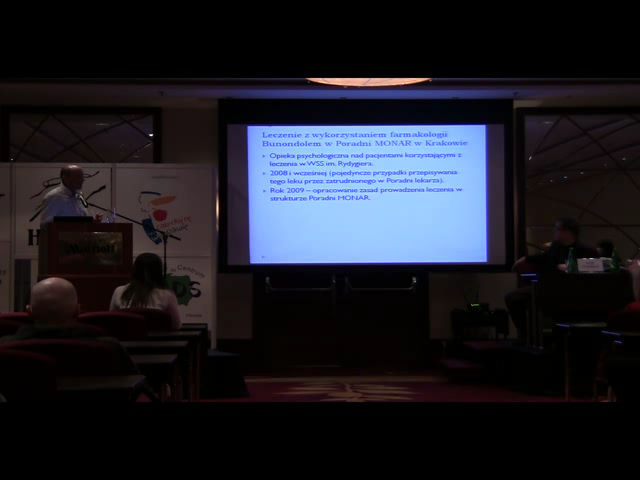 Leczenie z wykorzystaniem farmakologii
Bunondolem w Poradni MONAR w Krakowie
Opieka psychologiczna nad pacjentami korzystającymi z
leczenia w WSS im. Rydygiera.
2008 i wcześniej (pojedyncze przypadki przepisywania
tego leku przez zatrudnionego w Poradni lekarza).
Rok 2009 – opracowanie zasad prowadzenia leczenia w
strukturze Poradni MONAR.